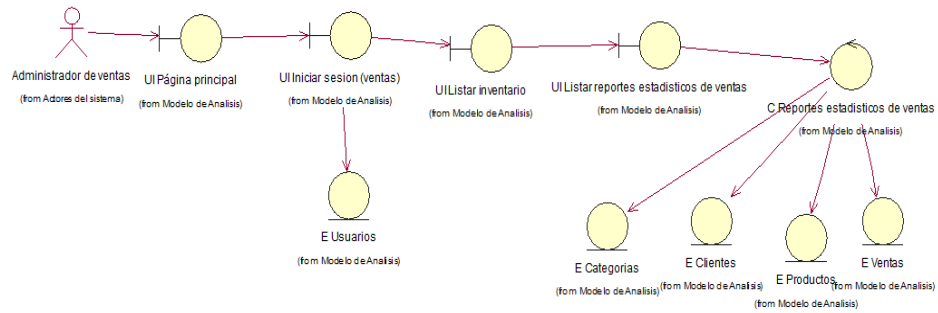 Administrador de ventas
(from Actores del sistema)
UI Página principal
(from Modelo de Analisis)
UI Iniciar sesion (ventas)
(from Modelo de Analisis)
UI Listar inventario
(from Modelo de Analisis)
UI Listar reportes estadisticos de ventas
(from Modelo de Analisis)
C Reportes estadisticos de ventas
(from Modelo de Analisis)
E Usuarios
(from Modelo de Analisis)
E Categorias
(from Modelo de Analisis)
E Clientes
(from Modelo de Analisis)
E Productos
(from Modelo de Analisis)
E Ventas
(from Modelo de Analisis)